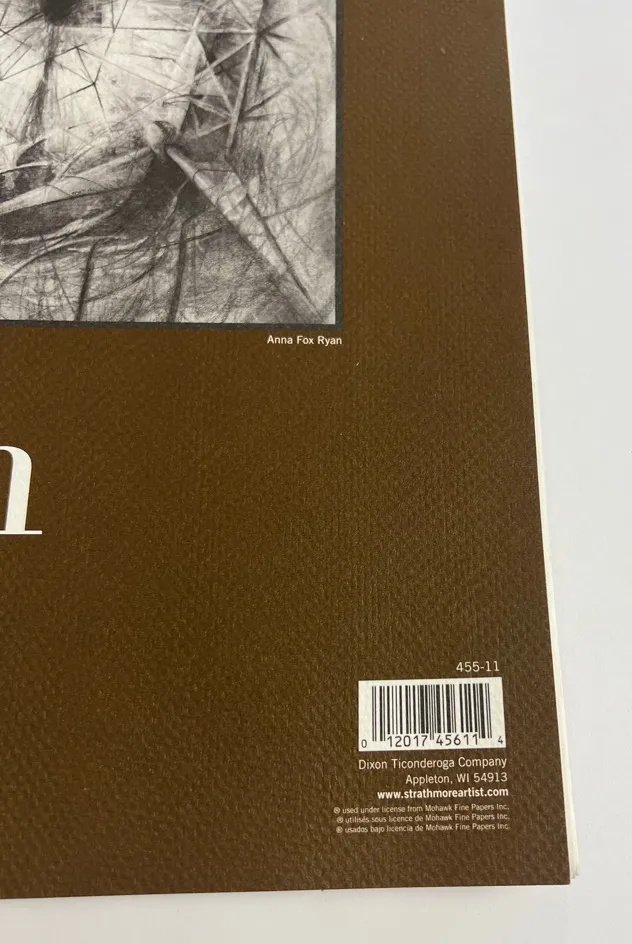 Anna Fox Ryan
n
455-11
0 12017 45611 4
Dixon Ticonderoga Company
Appleton, WI 54913
www.strathmoreartist.com
® used under license from Mohawk Fine Papers Inc.
® utilisés sous licence de Mohawk Fine Papers Inc.
® usados bajo licencia de Mohawk Fine Papers Inc.